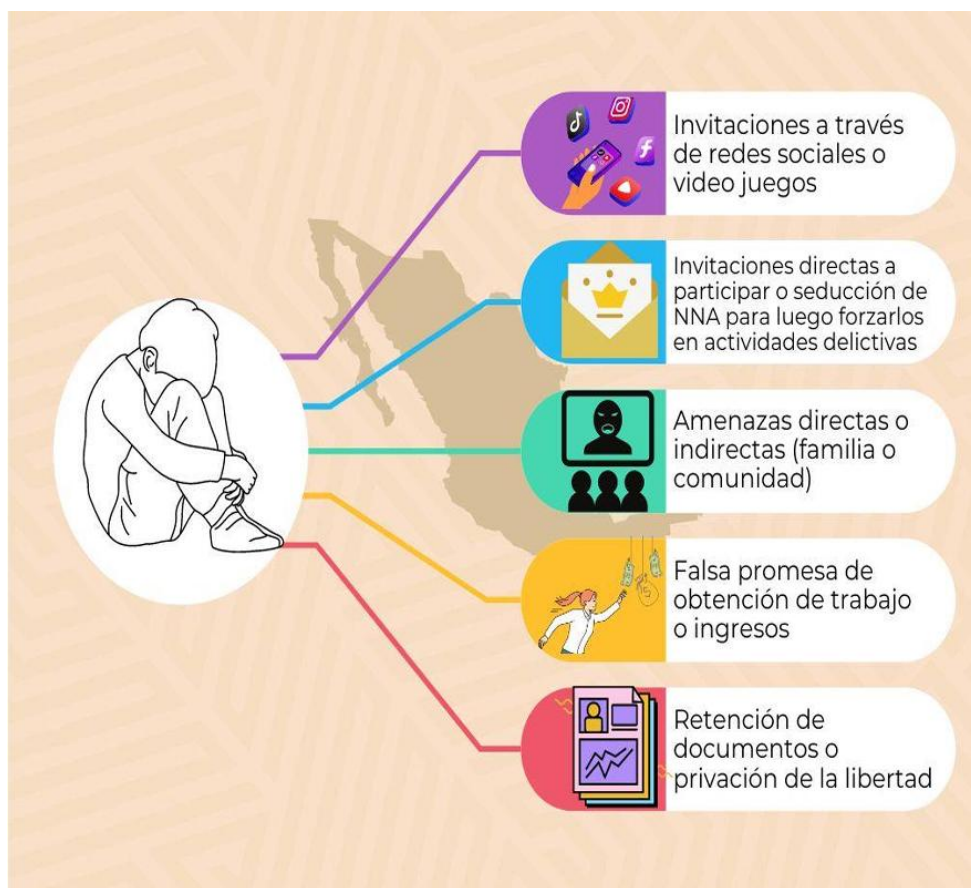 Invitaciones a través
de redes sociales o
video juegos
Invitaciones directas a
participar o seducción de
NNA para luego forzarlos
en actividades delictivas
Amenazas directas o
indirectas (familia o
comunidad)
Falsa promesa de
obtención de trabajo
o ingresos
Retención de
documentos o
privación de la libertad